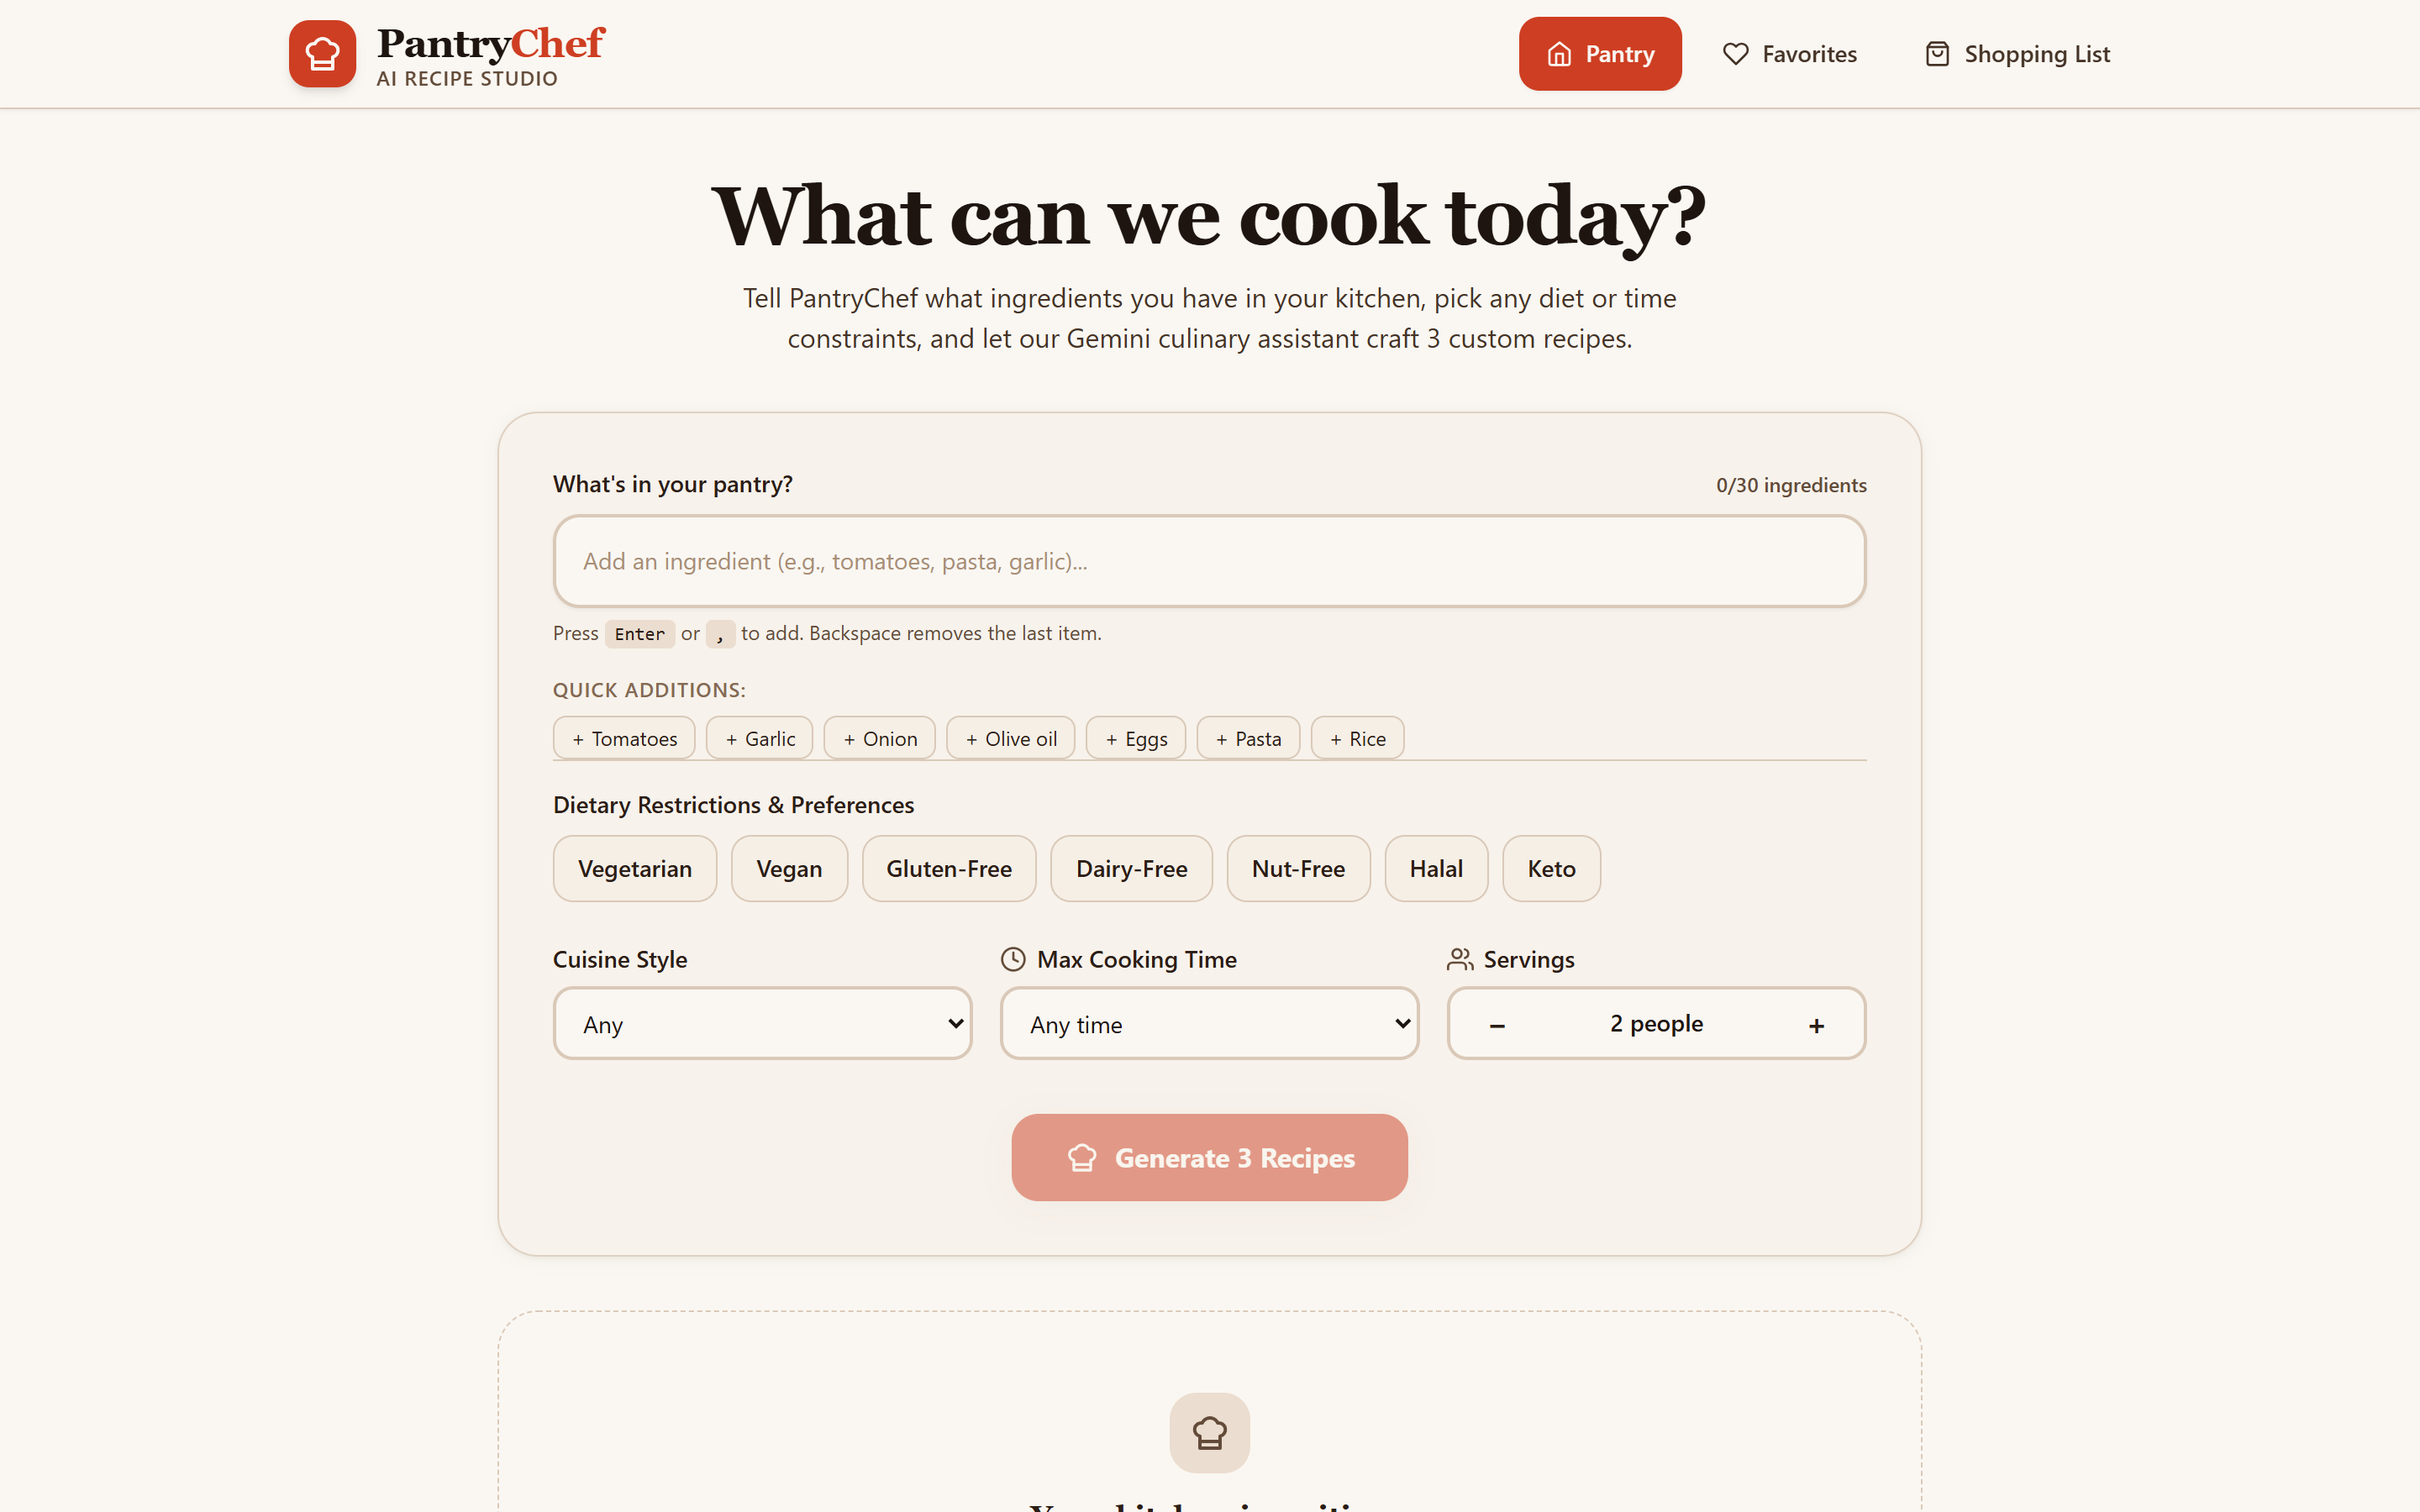 PantryChef
AI RECIPE STUDIO
Pantry
Favorites
Shopping List
What can we cook today?
Tell PantryChef what ingredients you have in your kitchen, pick any diet or time
constraints, and let our Gemini culinary assistant craft 3 custom recipes.
What's in your pantry?
0/30 ingredients
Add an ingredient (e.g., tomatoes, pasta, garlic)...
Press Enter or , to add. Backspace removes the last item.
QUICK ADDITIONS:
+ Tomatoes
+ Garlic
+ Onion
+ Olive oil
+ Eggs
+ Pasta
+ Rice
Dietary Restrictions & Preferences
Vegetarian
Vegan
Gluten-Free
Dairy-Free
Nut-Free
Halal
Keto
Cuisine Style
Max Cooking Time
Servings
Any
Any time
– 2 people +
Generate 3 Recipes